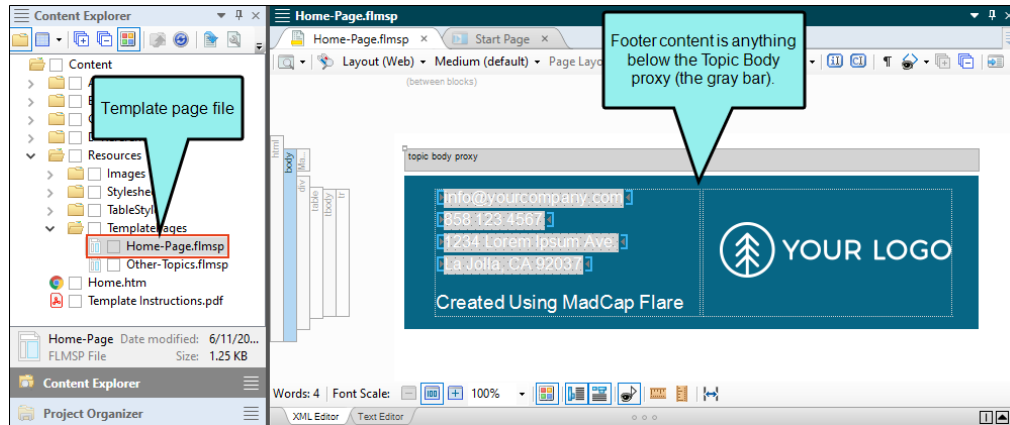 Content Explorer
Content
Template page file
Resources
Images
TableStyl
Home-Page.flmsp
Other-Topics.flmsp
Home.htm
Template Instructions.pdf
Home-Page Date modified: 6/11/20...
FLMSP File Size: 1.25 KB
Content Explorer
Project Organizer
Home-Page.flmsp
Home-Page.flmsp
Start Page
Layout (Web)
Medium (default)
Page Layo
(between blocks)
Footer content is anything
below the Topic Body
proxy (the gray bar).
html
body
Ma...
div
table
tbody
tr
topic body proxy
info@yourcompany.com
858 123 4567
1234 Lorem Ipsum Ave.
La Jolla, CA 92037
Created Using MadCap Flare
YOUR LOGO
Words: 4 Font Scale: 100%
XML Editor
Text Editor